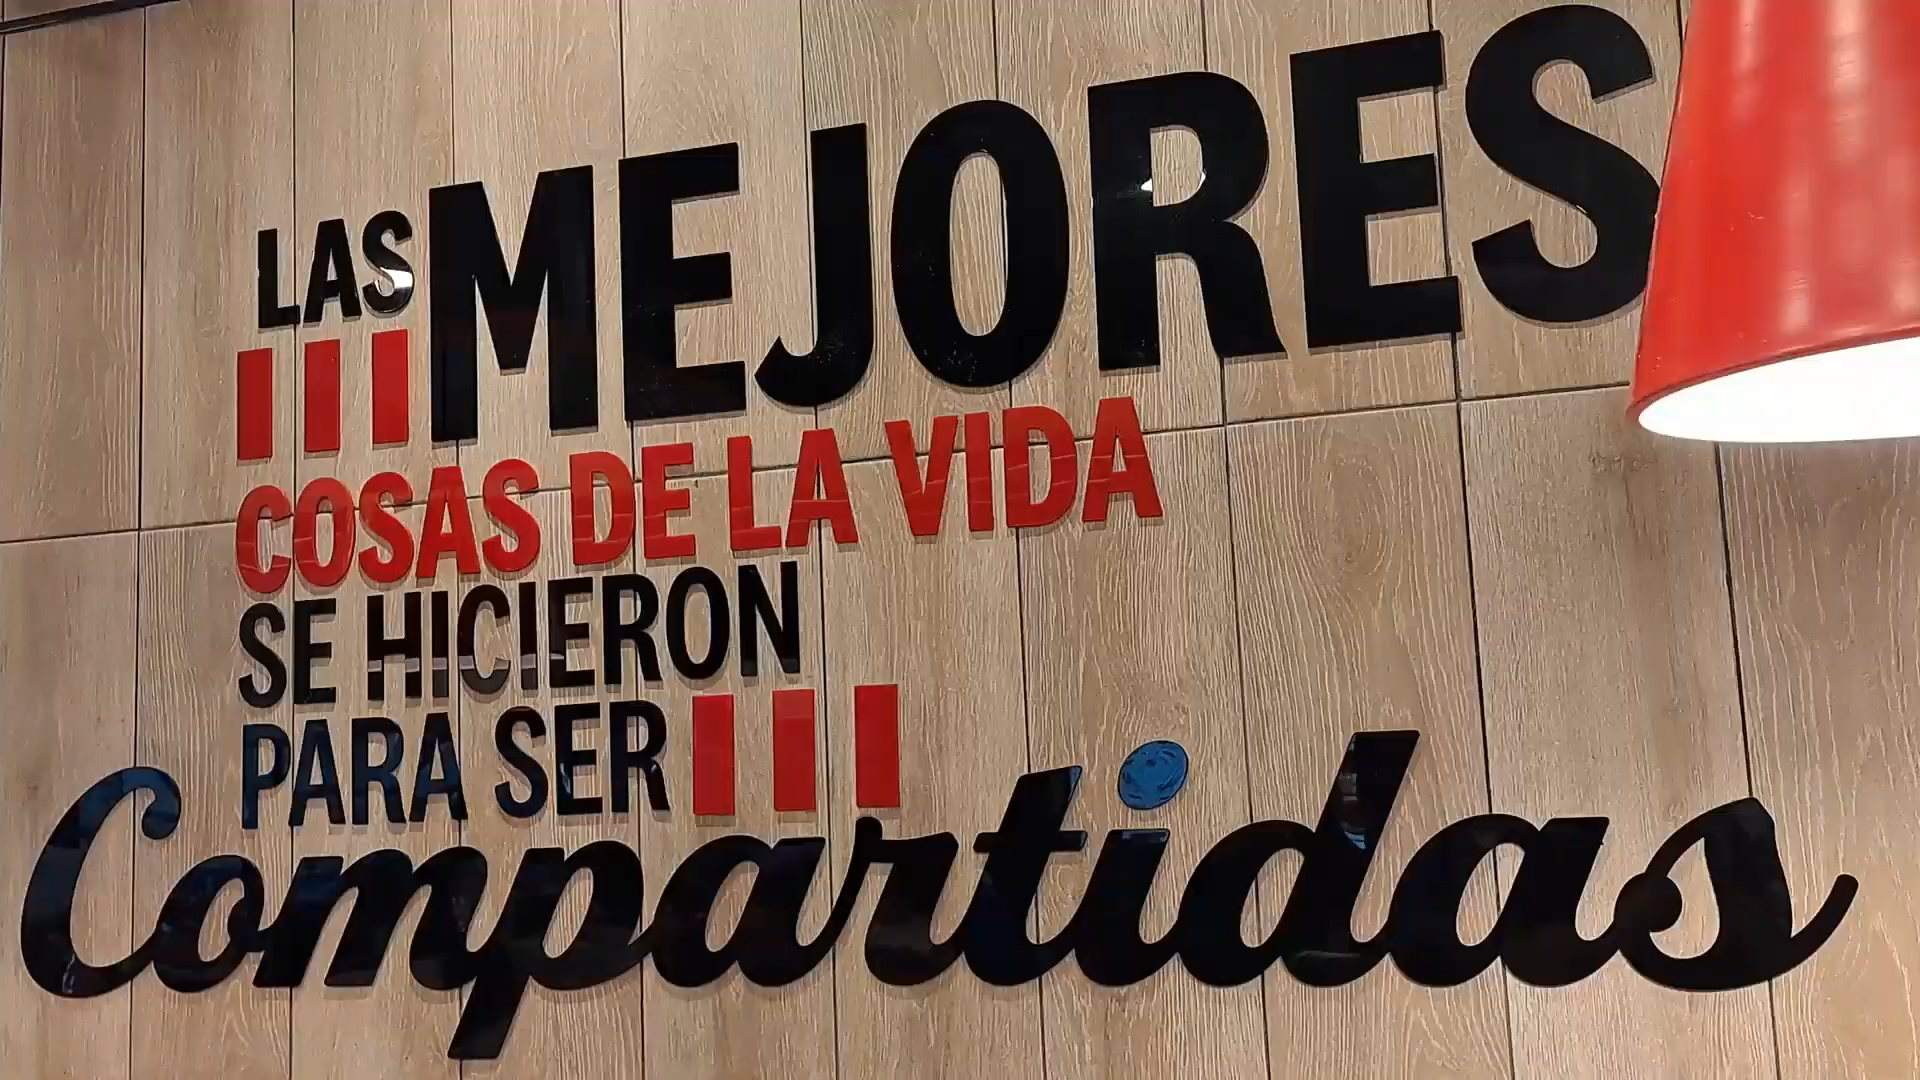 LAS MEJORES
COSAS DE LA VIDA
SE HICIERON
PARA SER
Compartidas